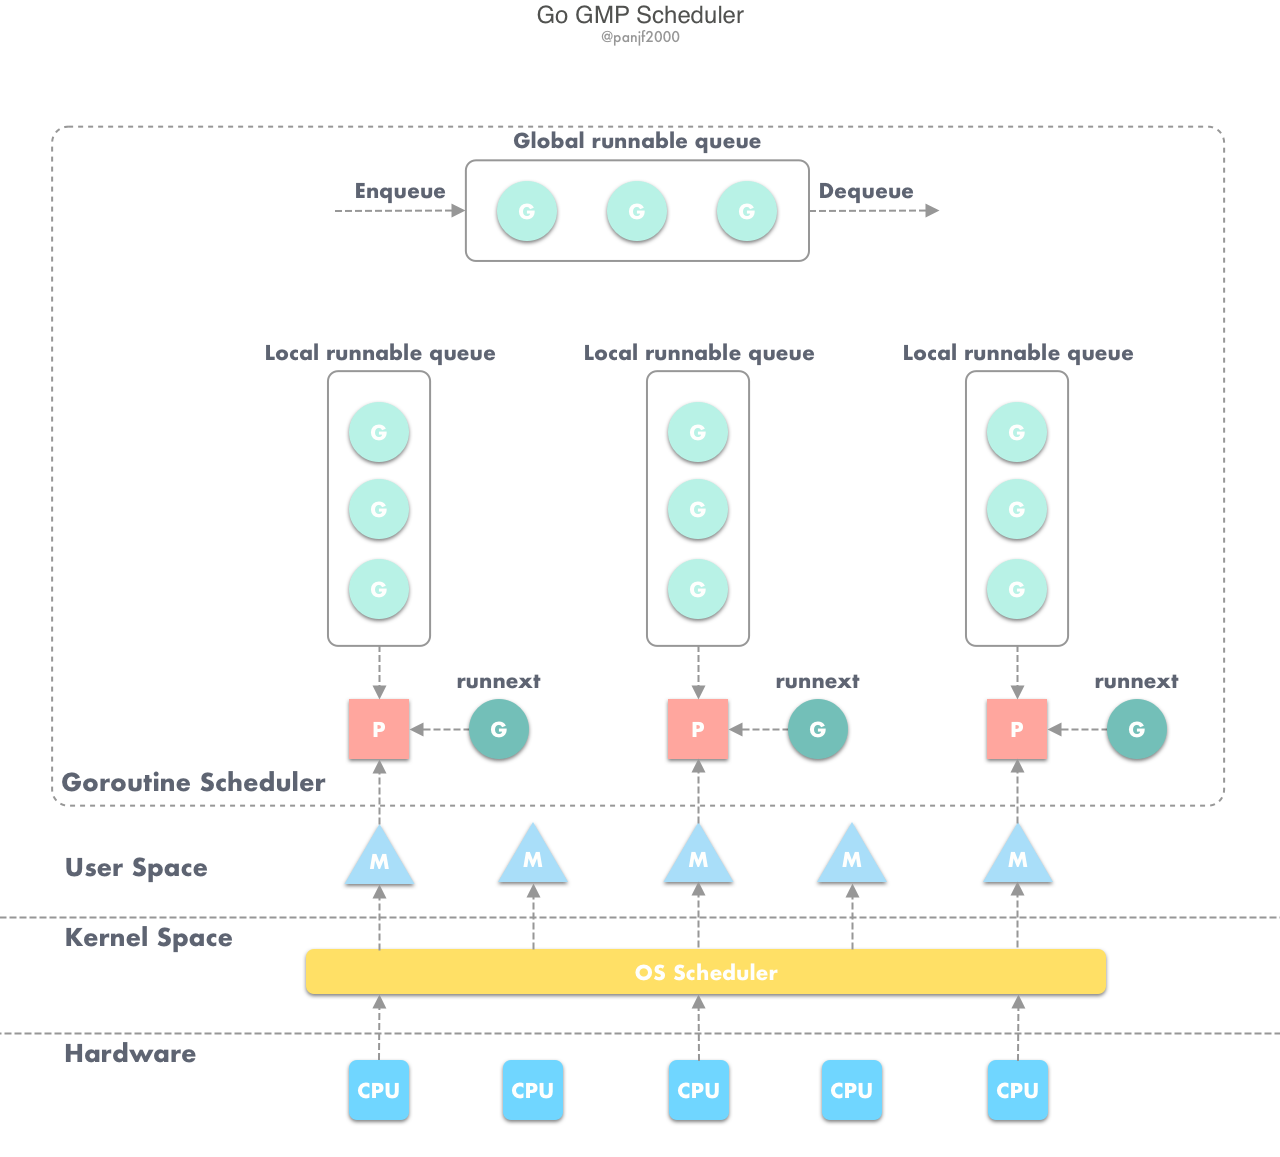 Go GMP Scheduler
@panjf2000
Global runnable queue
Enqueue
G G G
Dequeue
Local runnable queue Local runnable queue Local runnable queue
G G G
G G G
G G G
runnext runnext runnext
P G P G P G
Goroutine Scheduler
M M M M M
User Space
Kernel Space
OS Scheduler
Hardware
CPU CPU CPU CPU CPU